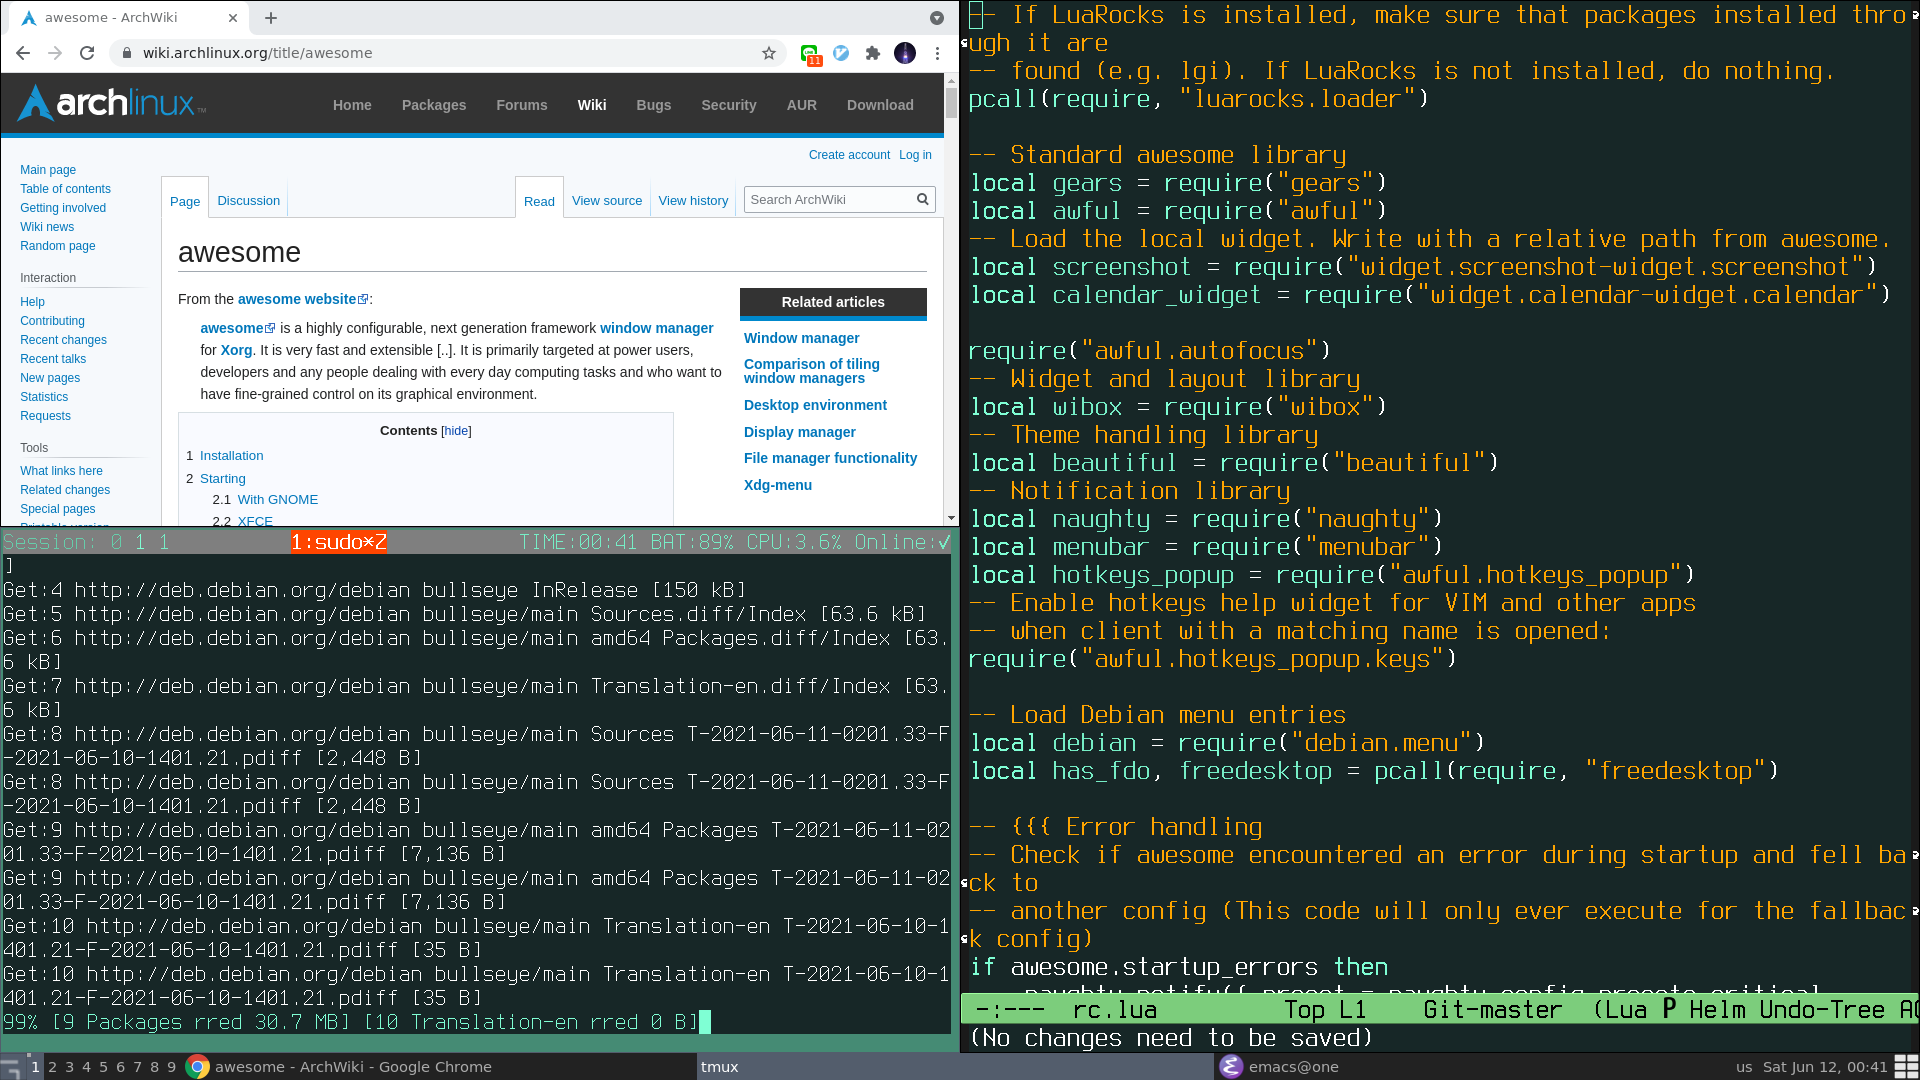 awesome - ArchWiki
wiki.archlinux.org/title/awesome
11
archlinux ™
Home Packages Forums Wiki Bugs Security AUR Download
Create account Log in
Main page
Table of contents
Getting involved
Wiki news
Random page
Interaction
Help
Contributing
Recent changes
Recent talks
New pages
Statistics
Requests
Tools
What links here
Related changes
Special pages
Page Discussion Read View source View history Search ArchWiki
awesome
From the awesome website:
awesome is a highly configurable, next generation framework window manager
for Xorg. It is very fast and extensible [..]. It is primarily targeted at power users,
developers and any people dealing with every day computing tasks and who want to
have fine-grained control on its graphical environment.
Contents [hide]
1 Installation
2 Starting
2.1 With GNOME
2.2 XFCE
Related articles
Window manager
Comparison of tiling
window managers
Desktop environment
Display manager
File manager functionality
Xdg-menu
Session: 0 1 1 1:sudo*Z TIME:00:41 BAT:89% CPU:3.6% Online:✓
]
Get:4 http://deb.debian.org/debian bullseye InRelease [150 kB]
Get:5 http://deb.debian.org/debian bullseye/main Sources.diff/Index [63.6 kB]
Get:6 http://deb.debian.org/debian bullseye/main amd64 Packages.diff/Index [63.
6 kB]
Get:7 http://deb.debian.org/debian bullseye/main Translation-en.diff/Index [63.
6 kB]
Get:8 http://deb.debian.org/debian bullseye/main Sources T-2021-06-11-0201.33-F
-2021-06-10-1401.21.pdiff [2,448 B]
Get:8 http://deb.debian.org/debian bullseye/main Sources T-2021-06-11-0201.33-F
-2021-06-10-1401.21.pdiff [2,448 B]
Get:9 http://deb.debian.org/debian bullseye/main amd64 Packages T-2021-06-11-02
01.33-F-2021-06-10-1401.21.pdiff [7,136 B]
Get:9 http://deb.debian.org/debian bullseye/main amd64 Packages T-2021-06-11-02
01.33-F-2021-06-10-1401.21.pdiff [7,136 B]
Get:10 http://deb.debian.org/debian bullseye/main Translation-en T-2021-06-10-1
401.21-F-2021-06-10-1401.21.pdiff [35 B]
Get:10 http://deb.debian.org/debian bullseye/main Translation-en T-2021-06-10-1
401.21-F-2021-06-10-1401.21.pdiff [35 B]
99% [9 Packages rred 30.7 MB] [10 Translation-en rred 0 B]
-- If LuaRocks is installed, make sure that packages installed thro
ugh it are
-- found (e.g. lgi). If LuaRocks is not installed, do nothing.
pcall(require, "luarocks.loader")
-- Standard awesome library
local gears = require("gears")
local awful = require("awful")
-- Load the local widget. Write with a relative path from awesome.
local screenshot = require("widget.screenshot-widget.screenshot")
local calendar_widget = require("widget.calendar-widget.calendar")
require("awful.autofocus")
-- Widget and layout library
local wibox = require("wibox")
-- Theme handling library
local beautiful = require("beautiful")
-- Notification library
local naughty = require("naughty")
local menubar = require("menubar")
local hotkeys_popup = require("awful.hotkeys_popup")
-- Enable hotkeys help widget for VIM and other apps
-- when client with a matching name is opened:
require("awful.hotkeys_popup.keys")
-- Load Debian menu entries
local debian = require("debian.menu")
local has_fdo, freedesktop = pcall(require, "freedesktop")
-- {{{ Error handling
-- Check if awesome encountered an error during startup and fell ba
ck to
-- another config (This code will only ever execute for the fallbac
k config)
if awesome.startup_errors then
-:--- rc.lua Top L1 Git-master (Lua P Helm Undo-Tree
(No changes need to be saved)
1 2 3 4 5 6 7 8 9 awesome - ArchWiki - Google Chrome tmux emacs@one us Sat Jun 12, 00:41